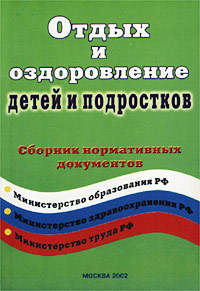 Отдых
и
оздоровление
детей и подростков
Сборник нормативных
документов
Министерство образования РФ
Министерство здравоохранения РФ
Министерство труда РФ
МОСКВА 2002